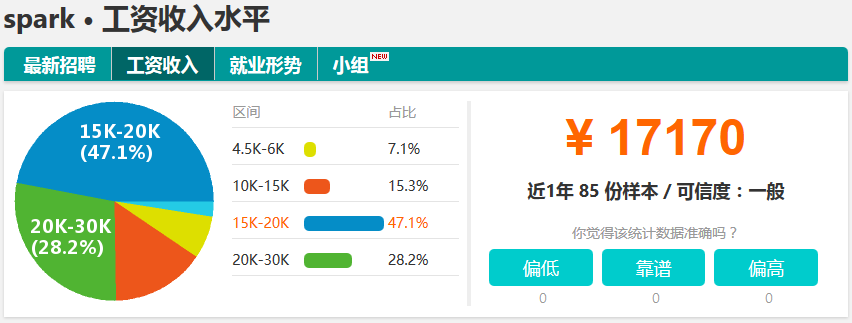 spark • 工资收入水平
最新招聘 工资收入 就业形势 小组 NEW
15K-20K
(47.1%)
20K-30K
(28.2%)
区间 占比
4.5K-6K 7.1%
10K-15K 15.3%
15K-20K 47.1%
20K-30K 28.2%
¥ 17170
近1年 85 份样本 / 可信度：一般
你觉得该统计数据准确吗？
偏低 靠谱 偏高
0 0 0